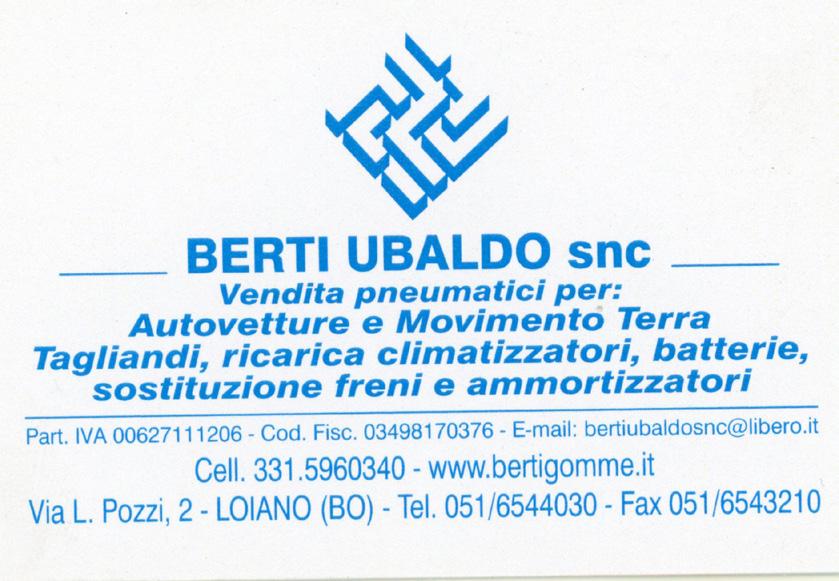 BERTI UBALDO snc
Vendita pneumatici per:
Autovetture e Movimento Terra
Tagliandi, ricarica climatizzatori, batterie,
sostituzione freni e ammortizzatori
Part. IVA 00627111206 - Cod. Fisc. 03498170376 - E-mail: bertiubaldosnc@libero.it
Cell. 331.5960340 - www.bertigomme.it
Via L. Pozzi, 2 - LOIANO (BO) - Tel. 051/6544030 - Fax 051/6543210